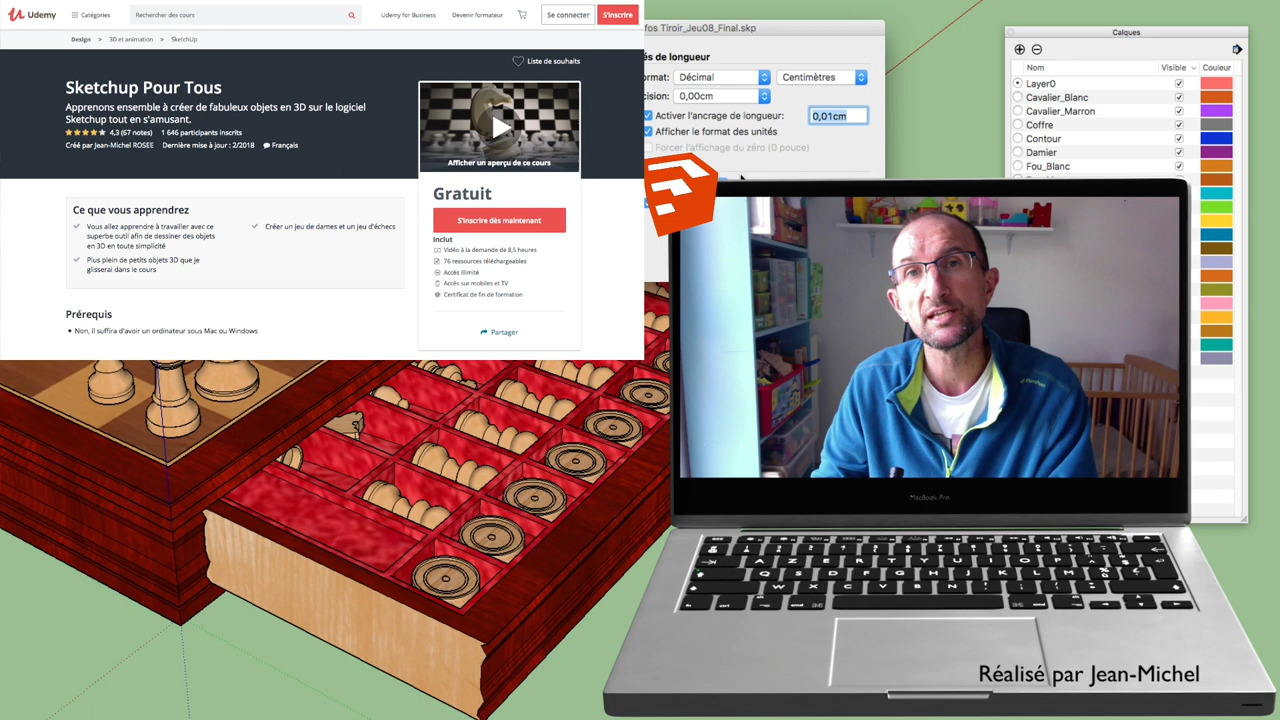 Udemy
Catégories
Rechercher des cours
Udemy for Business
Devenir formateur
Se connecter
S'inscrire
Design > 3D et animation > SketchUp
Liste de souhaits
Sketchup Pour Tous
Apprenons ensemble à créer de fabuleux objets en 3D sur le logiciel
Sketchup tout en s'amusant.
4,3 (67 notes) 1 646 participants inscrits
Créé par Jean-Michel ROSEE Dernière mise à jour : 2/2018 Français
Afficher un aperçu de ce cours
Gratuit
S'inscrire dès maintenant
Inclut
Vidéo à la demande de 8,5 heures
76 ressources téléchargeables
Accès illimité
Accès sur mobiles et TV
Certificat de fin de formation
Partager
Ce que vous apprendrez
Vous allez apprendre à travailler avec ce
superbe outil afin de dessiner des objets
en 3D en toute simplicité
Plus plein de petits objets 3D que je
glisserai dans le cours
Créer un jeu de dames et un jeu d'échecs
Prérequis
Non, il suffira d'avoir un ordinateur sous Mac ou Windows
fos Tiroir_Jeu08_Final.skp
és de longueur
rmat: Décimal Centimètres
cision: 0,00cm
Activer l'ancrage de longueur: 0,01cm
Afficher le format des unités
Forcer l'affichage du zéro (0 pouce)
Calques
Nom Visible Couleur
Layer0
Cavalier_Blanc
Cavalier_Marron
Coffre
Contour
Damier
Fou_Blanc
MacBook Pro
Réalisé par Jean-Michel